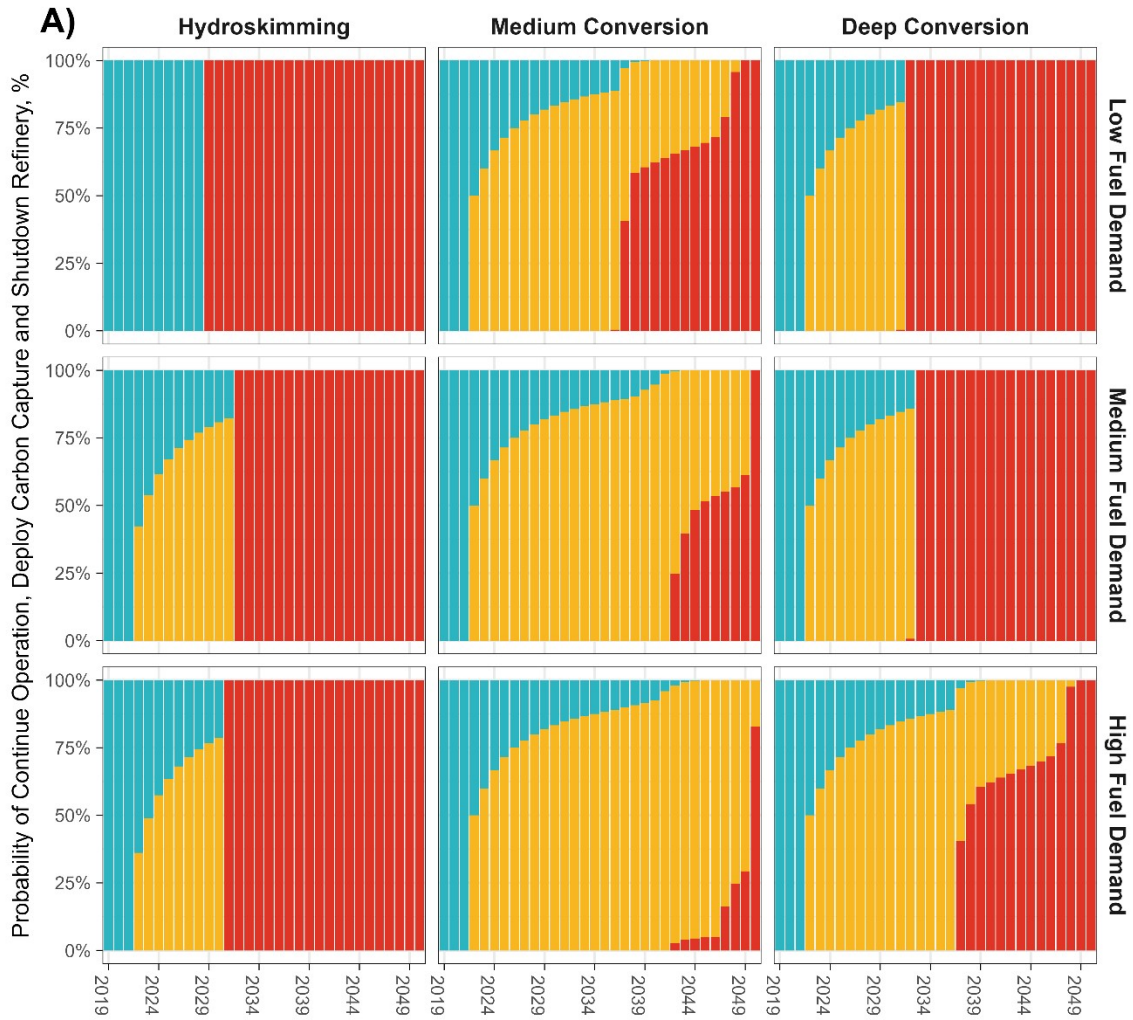 A)
Hydroskimming
Medium Conversion
Deep Conversion
Probability of Continue Operation, Deploy Carbon Capture and Shutdown Refinery, %
100%
75%
50%
25%
0%
Low Fuel Demand
100%
75%
50%
25%
0%
Medium Fuel Demand
100%
75%
50%
25%
0%
High Fuel Demand
2019 2024 2029 2034 2039 2044 2049
2019 2024 2029 2034 2039 2044 2049
2019 2024 2029 2034 2039 2044 2049